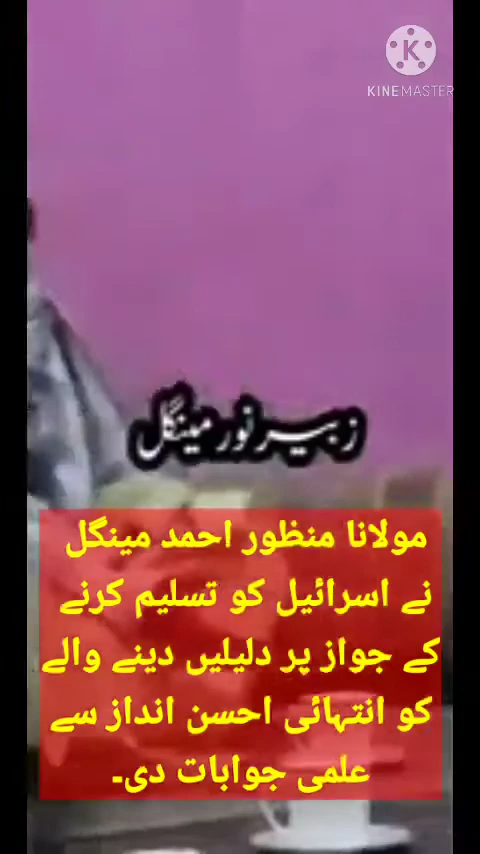 KINEMASTER
زبیر نور مینگل
مولانا منظور احمد مینگل
نے اسرائیل کو تسلیم کرنے
کے جواز پر دلیلیں دینے والے
کو انتہائی احسن انداز سے
علمی جوابات دی۔